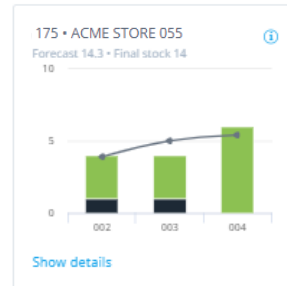 175 • ACME STORE 055
Forecast 14.3 • Final stock 14
10
5
0
002 003 004
Show details